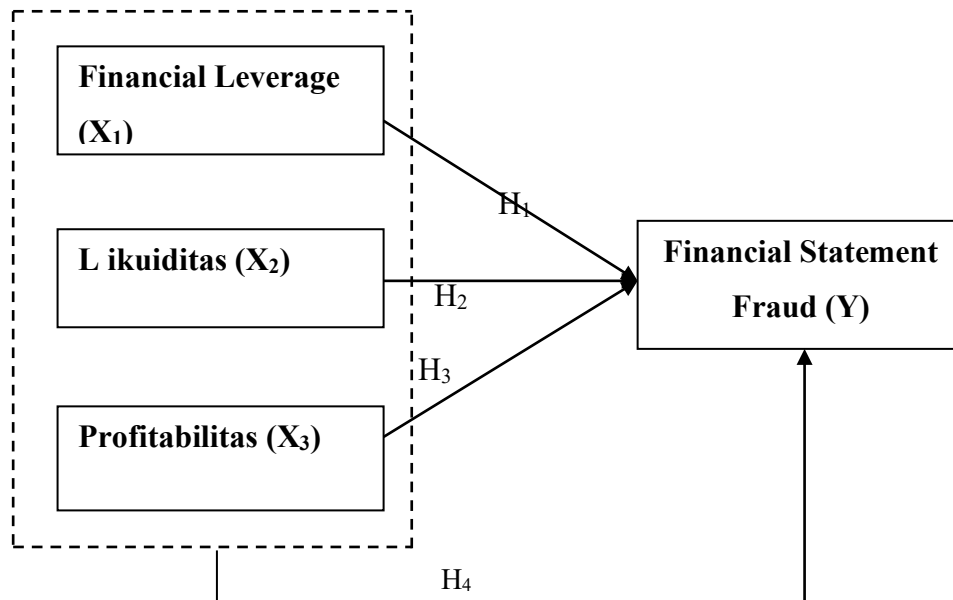 Financial Leverage
(X₁)
H₁
L ikuiditas (X₂)
Financial Statement
Fraud (Y)
H₂
H₃
Profitabilitas (X₃)
H₄